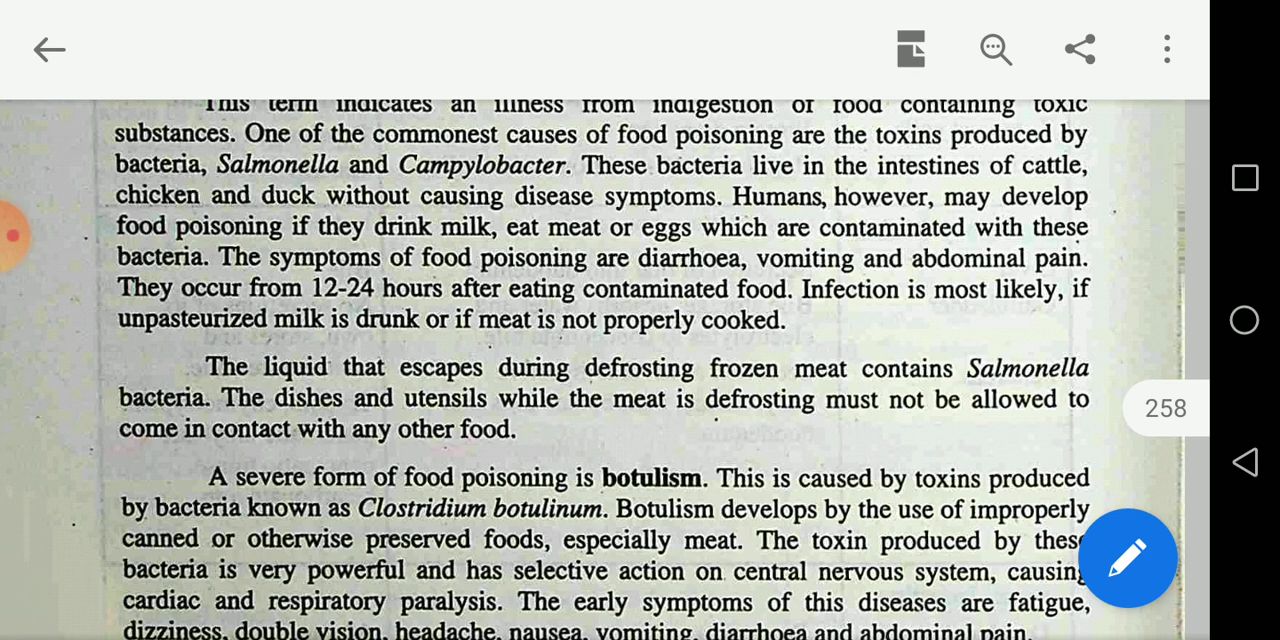 This term indicates an illness from indigestion of food containing toxic
substances. One of the commonest causes of food poisoning are the toxins produced by
bacteria, Salmonella and Campylobacter. These bacteria live in the intestines of cattle,
chicken and duck without causing disease symptoms. Humans, however, may develop
food poisoning if they drink milk, eat meat or eggs which are contaminated with these
bacteria. The symptoms of food poisoning are diarrhoea, vomiting and abdominal pain.
They occur from 12-24 hours after eating contaminated food. Infection is most likely, if
unpasteurized milk is drunk or if meat is not properly cooked.
The liquid that escapes during defrosting frozen meat contains Salmonella
bacteria. The dishes and utensils while the meat is defrosting must not be allowed to
come in contact with any other food.
258
A severe form of food poisoning is botulism. This is caused by toxins produced
by bacteria known as Clostridium botulinum. Botulism develops by the use of improperly
canned or otherwise preserved foods, especially meat. The toxin produced by these
bacteria is very powerful and has selective action on central nervous system, causing
cardiac and respiratory paralysis. The early symptoms of this diseases are fatigue,
dizziness, double vision, headache, nausea, vomiting, diarrhoea and abdominal pain.